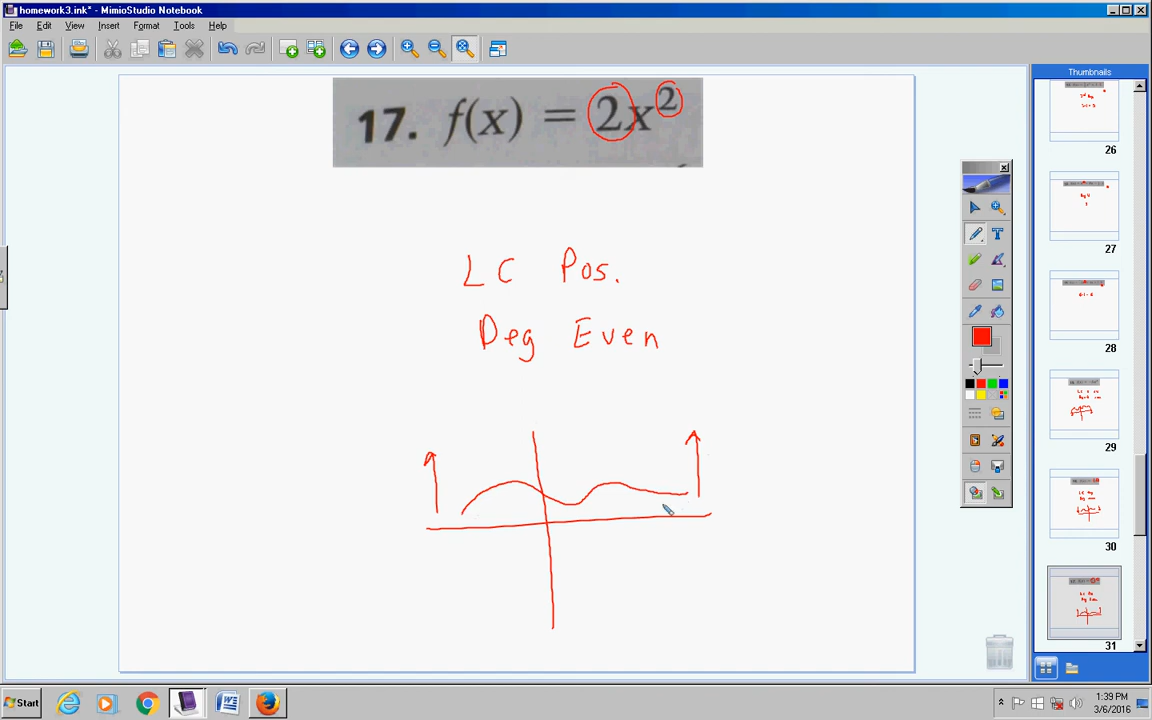 homework3.ink* - MimioStudio Notebook
File Edit View Insert Format Tools Help
17. f(x) = 2x²
LC Pos.
Deg Even
Thumbnails
26
27
28
29
30
31
Start
1:39 PM
3/6/2016